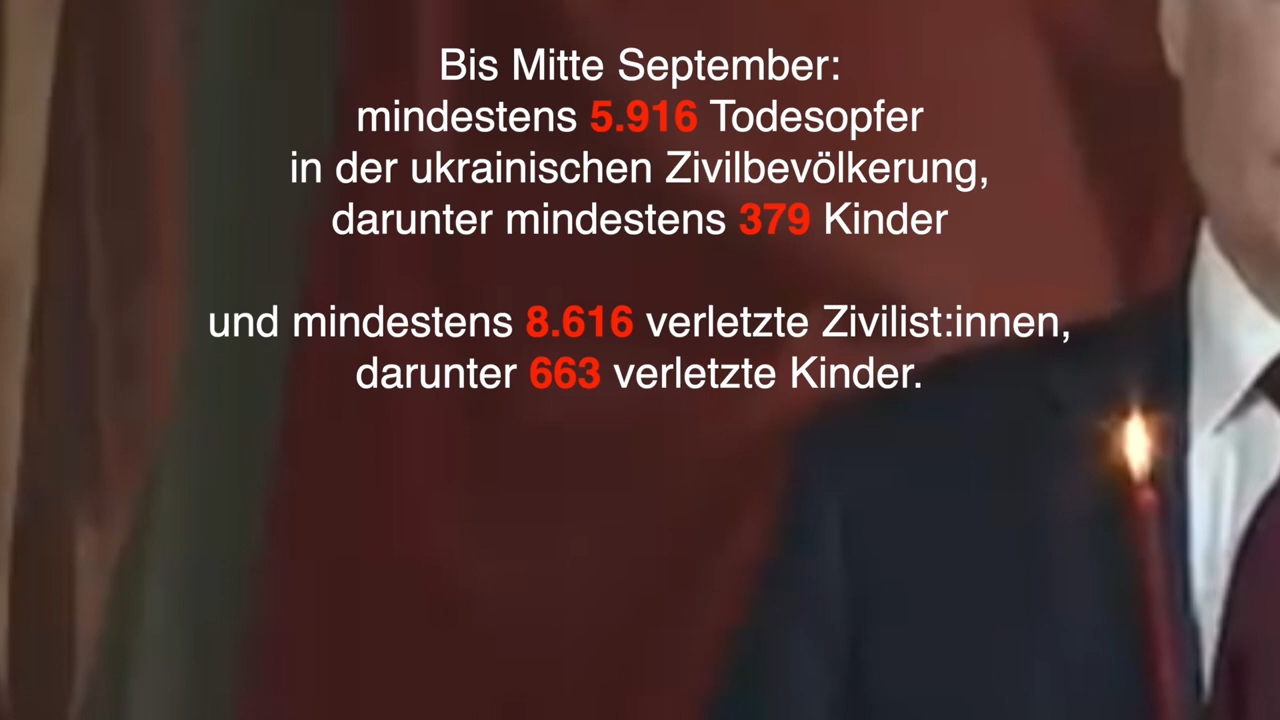 Bis Mitte September:
mindestens 5.916 Todesopfer
in der ukrainischen Zivilbevölkerung,
darunter mindestens 379 Kinder
und mindestens 8.616 verletzte Zivilist:innen,
darunter 663 verletzte Kinder.